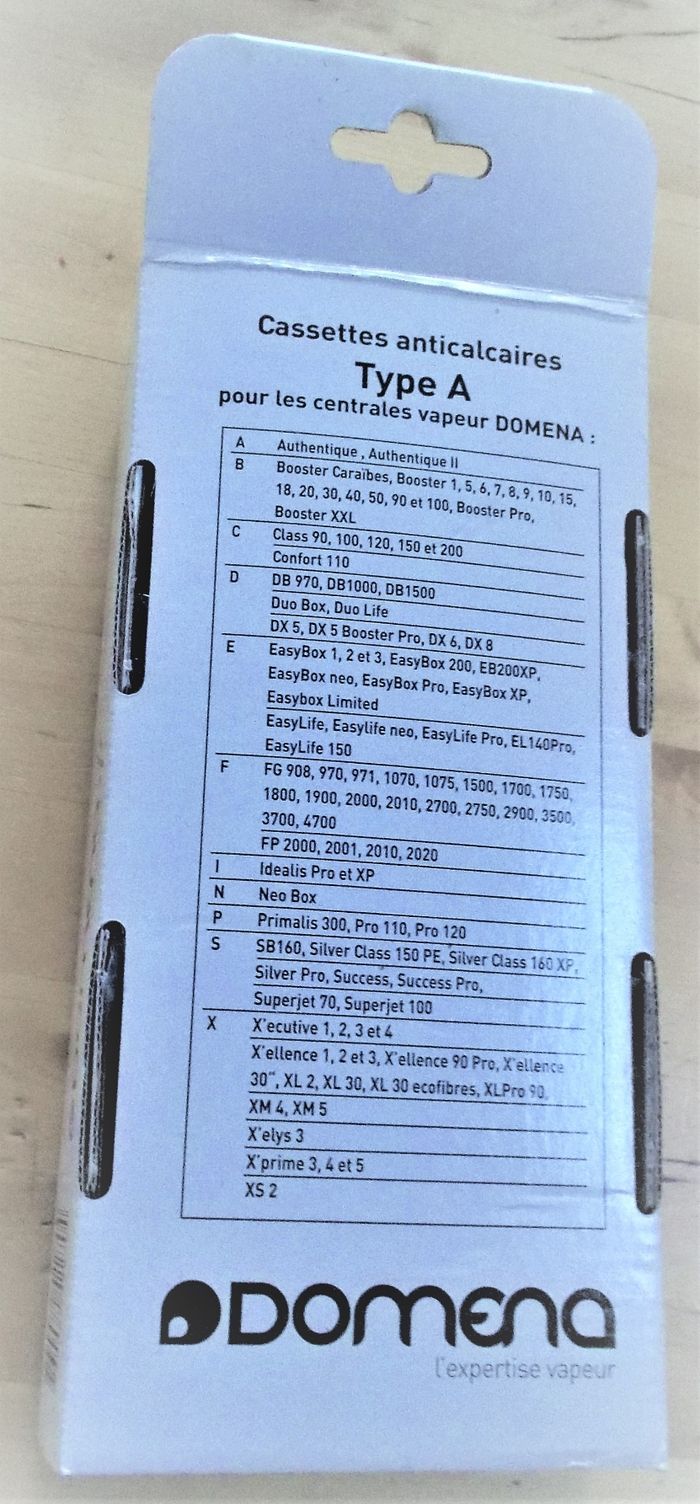 Cassettes anticalcaires
Type A
pour les centrales vapeur DOMENA :
A Authentique , Authentique II
B Booster Caraïbes, Booster 1, 5, 6, 7, 8, 9, 10, 15,
18, 20, 30, 40, 50, 90 et 100, Booster Pro,
Booster XXL
C Class 90, 100, 120, 150 et 200
Confort 110
D DB 970, DB1000, DB1500
Duo Box, Duo Life
DX 5, DX 5 Booster Pro, DX 6, DX 8
E EasyBox 1, 2 et 3, EasyBox 200, EB200XP,
EasyBox neo, EasyBox Pro, EasyBox XP,
Easybox Limited
EasyLife, Easylife neo, EasyLife Pro, EL140Pro,
EasyLife 150
F FG 908, 970, 971, 1070, 1075, 1500, 1700, 1750,
1800, 1900, 2000, 2010, 2700, 2750, 2900, 3500,
3700, 4700
FP 2000, 2001, 2010, 2020
I Idealis Pro et XP
N Neo Box
P Primalis 300, Pro 110, Pro 120
S SB160, Silver Class 150 PE, Silver Class 160 XP,
Silver Pro, Success, Success Pro,
Superjet 70, Superjet 100
X X'ecutive 1, 2, 3 et 4
X'ellence 1, 2 et 3, X'ellence 90 Pro, X'ellence
30", XL 2, XL 30, XL 30 ecofibres, XLPro 90,
XM 4, XM 5
X'elys 3
X'prime 3, 4 et 5
XS 2
DOMENA
l'expertise vapeur